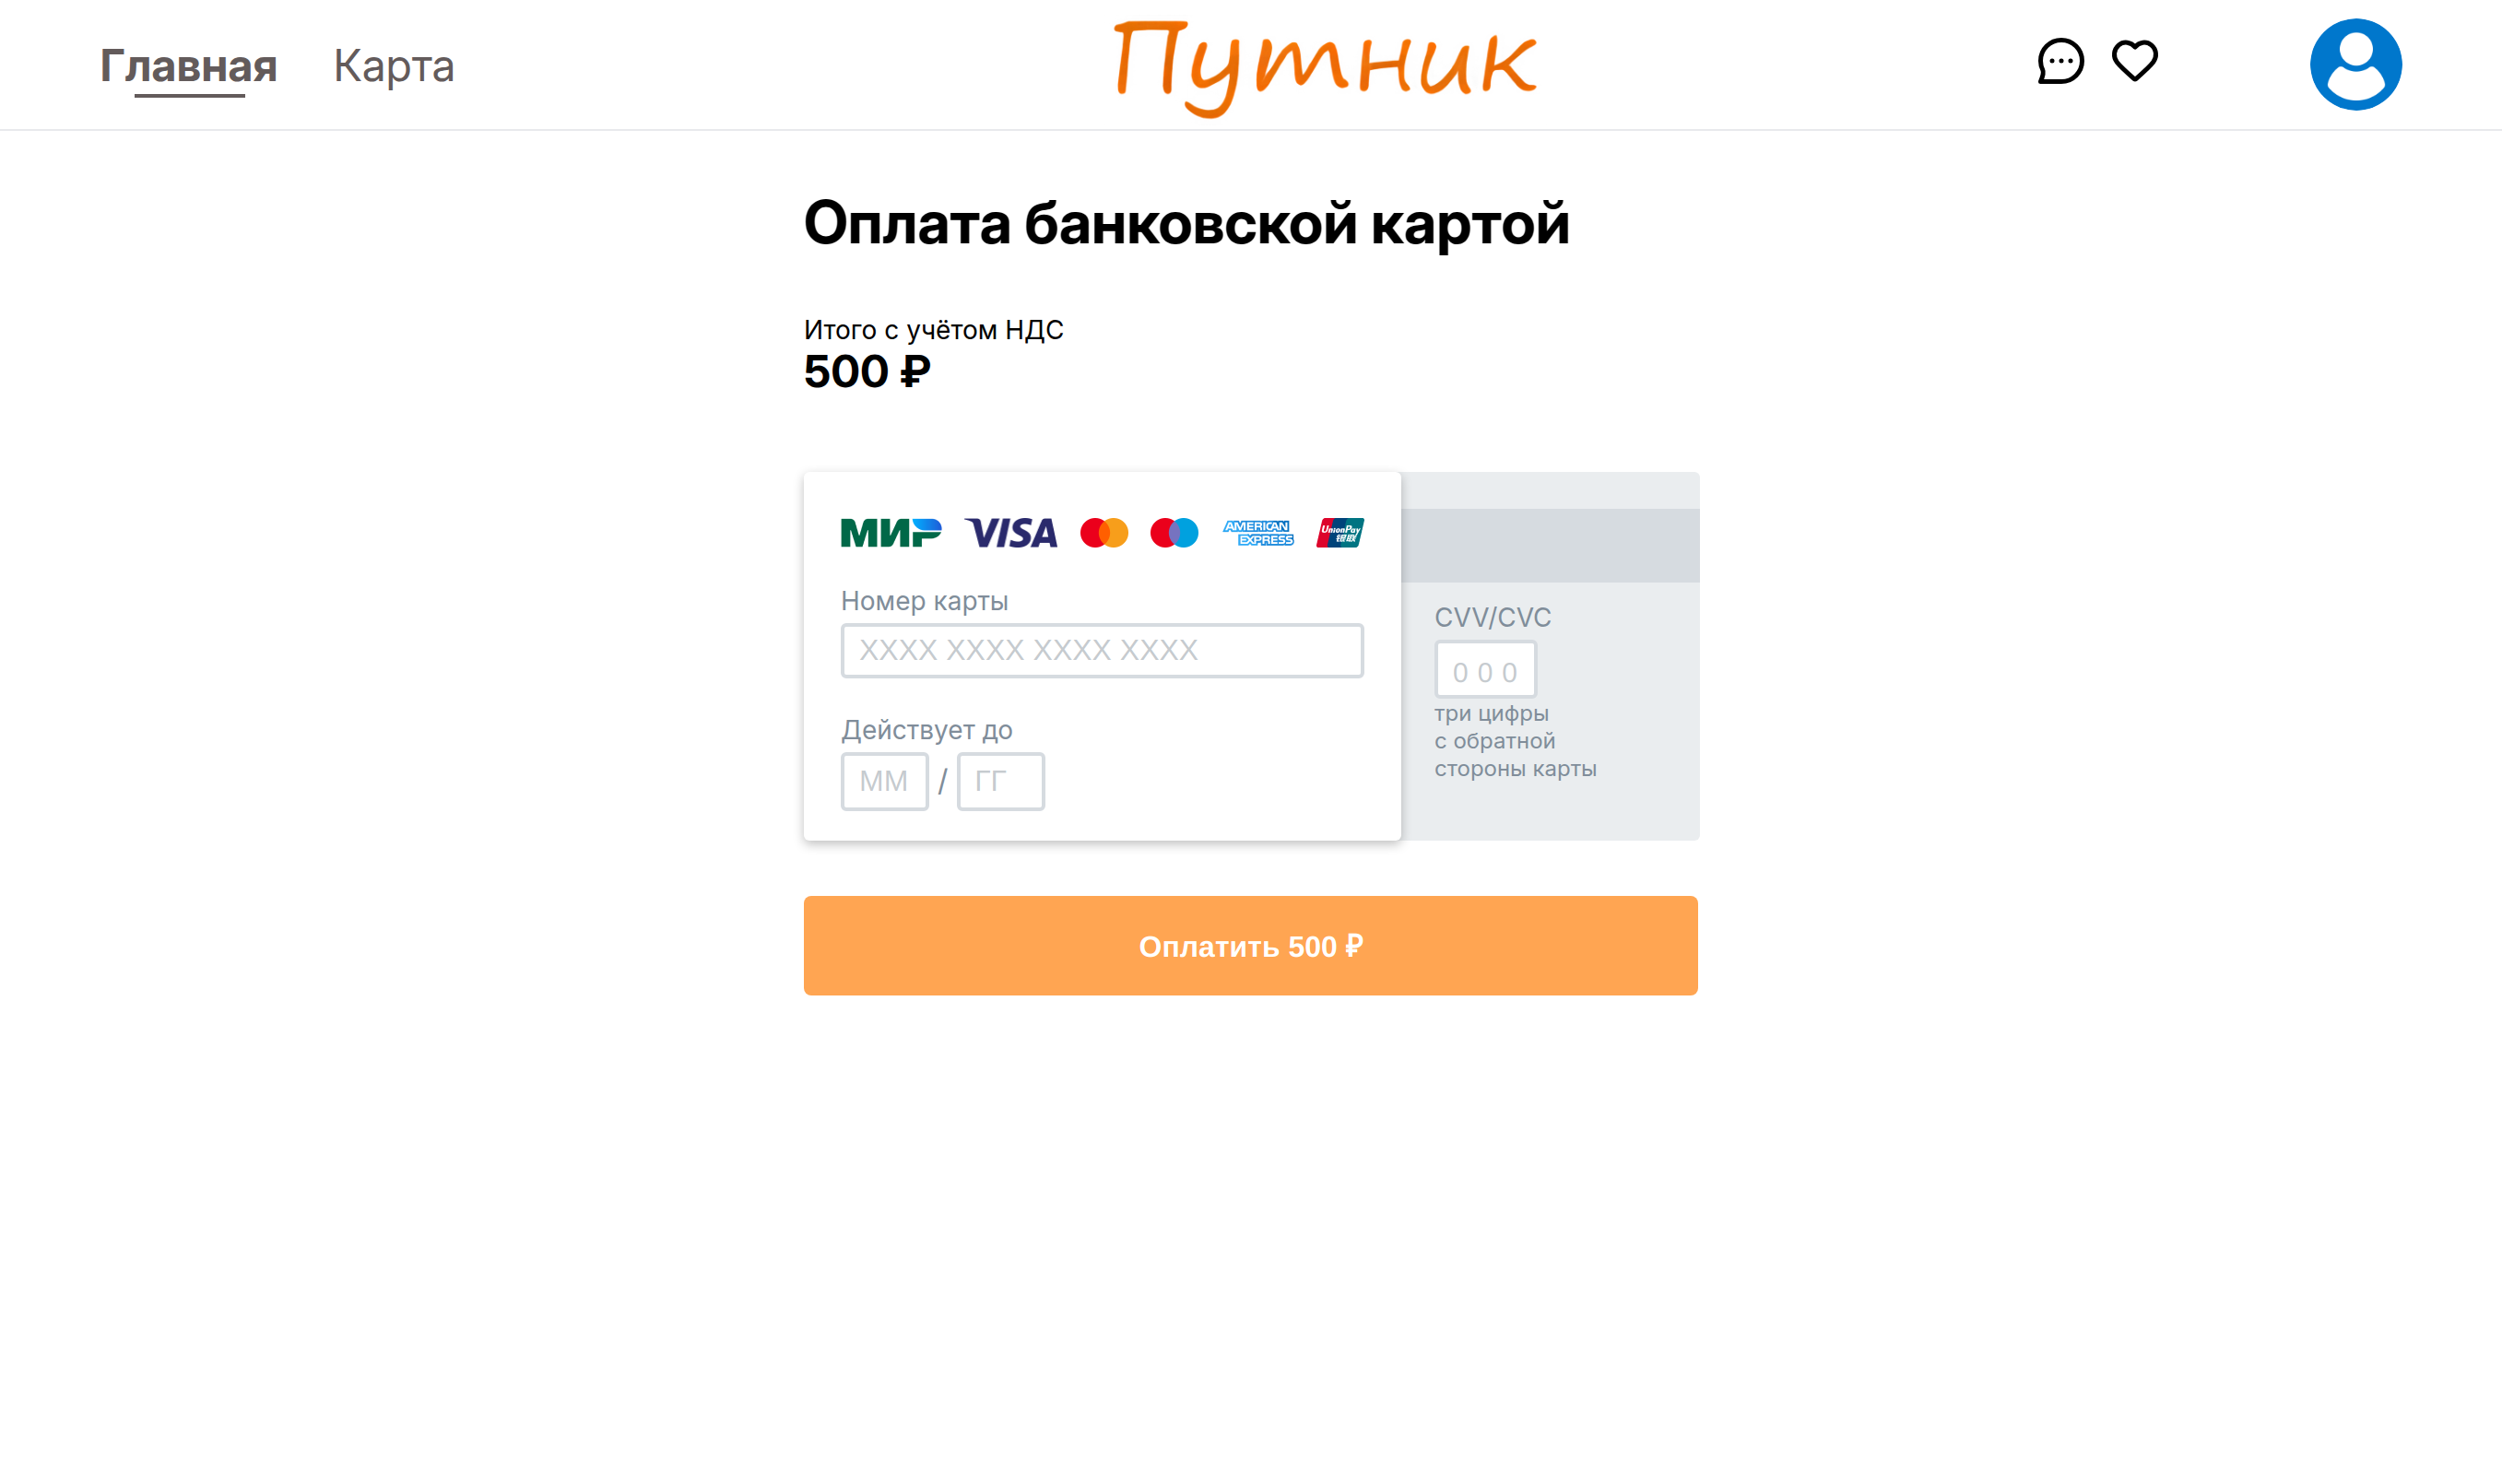 Главная
Карта
Путник
Оплата банковской картой
Итого с учётом НДС
500 ₽
МИР
VISA
AMERICAN
EXPRESS
UnionPay
银联
Номер карты
XXXX XXXX XXXX XXXX
Действует до
ММ / ГГ
CVV/CVC
0 0 0
три цифры
с обратной
стороны карты
Оплатить 500 ₽